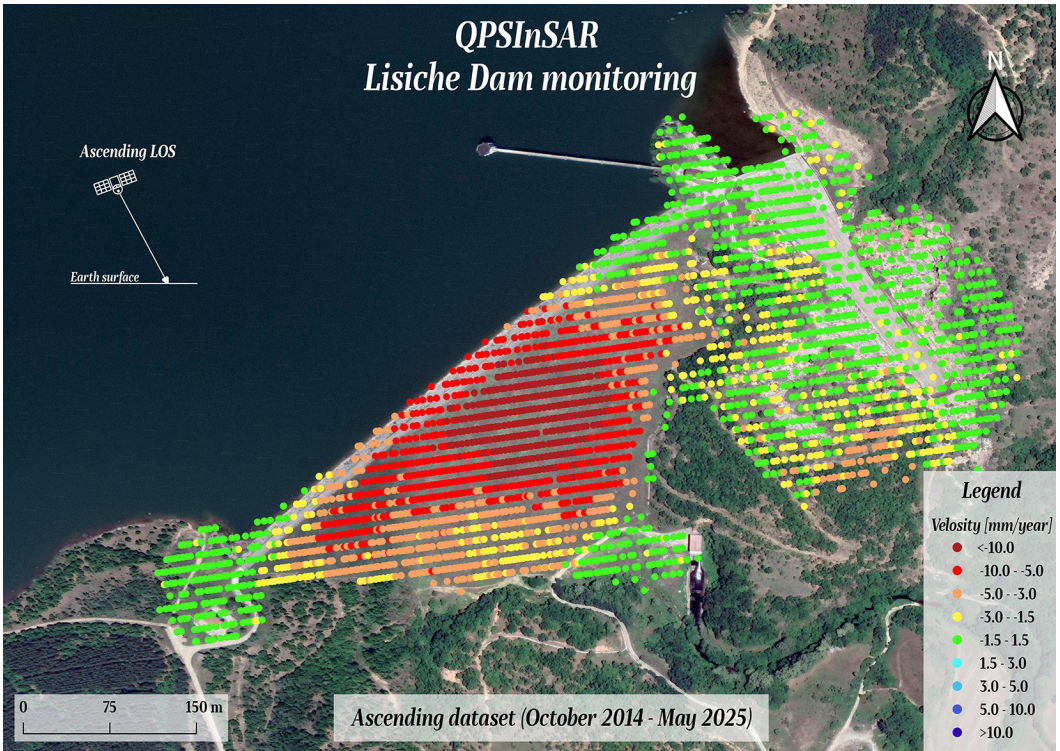 QPSInSAR
Lisiche Dam monitoring
N
Ascending LOS
Earth surface
Legend
Velosity [mm/year]
<-10.0
-10.0 - -5.0
-5.0 - -3.0
-3.0 - -1.5
-1.5 - 1.5
1.5 - 3.0
3.0 - 5.0
5.0 - 10.0
>10.0
0 75 150 m
Ascending dataset (October 2014 - May 2025)